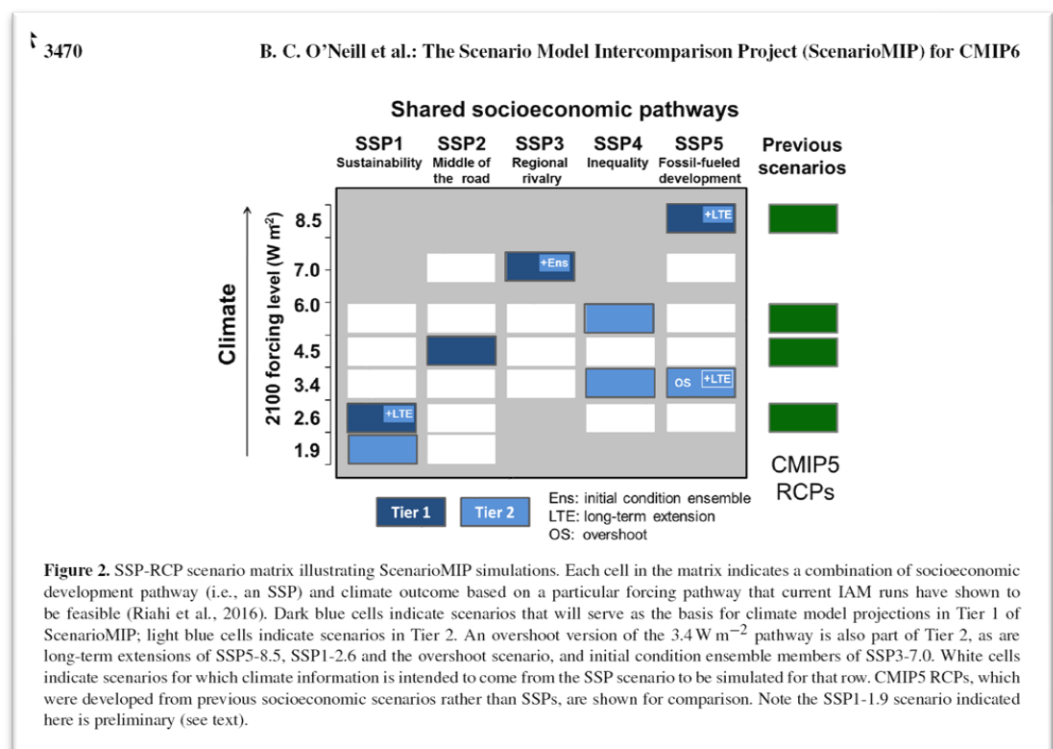 3470
B. C. O'Neill et al.: The Scenario Model Intercomparison Project (ScenarioMIP) for CMIP6
Shared socioeconomic pathways
SSP1 SSP2 SSP3 SSP4 SSP5 Previous scenarios
Sustainability Middle of the road Regional rivalry Inequality Fossil-fueled development
Climate
2100 forcing level (W m²)
8.5 +LTE
7.0 +Ens
6.0
4.5
3.4 OS +LTE
2.6 +LTE
1.9
CMIP5
RCPs
Tier 1 Tier 2
Ens: initial condition ensemble
LTE: long-term extension
OS: overshoot
Figure 2. SSP-RCP scenario matrix illustrating ScenarioMIP simulations. Each cell in the matrix indicates a combination of socioeconomic
development pathway (i.e., an SSP) and climate outcome based on a particular forcing pathway that current IAM runs have shown to
be feasible (Riahi et al., 2016). Dark blue cells indicate scenarios that will serve as the basis for climate model projections in Tier 1 of
ScenarioMIP; light blue cells indicate scenarios in Tier 2. An overshoot version of the 3.4 W m⁻² pathway is also part of Tier 2, as are
long-term extensions of SSP5-8.5, SSP1-2.6 and the overshoot scenario, and initial condition ensemble members of SSP3-7.0. White cells
indicate scenarios for which climate information is intended to come from the SSP scenario to be simulated for that row. CMIP5 RCPs, which
were developed from previous socioeconomic scenarios rather than SSPs, are shown for comparison. Note the SSP1-1.9 scenario indicated
here is preliminary (see text).